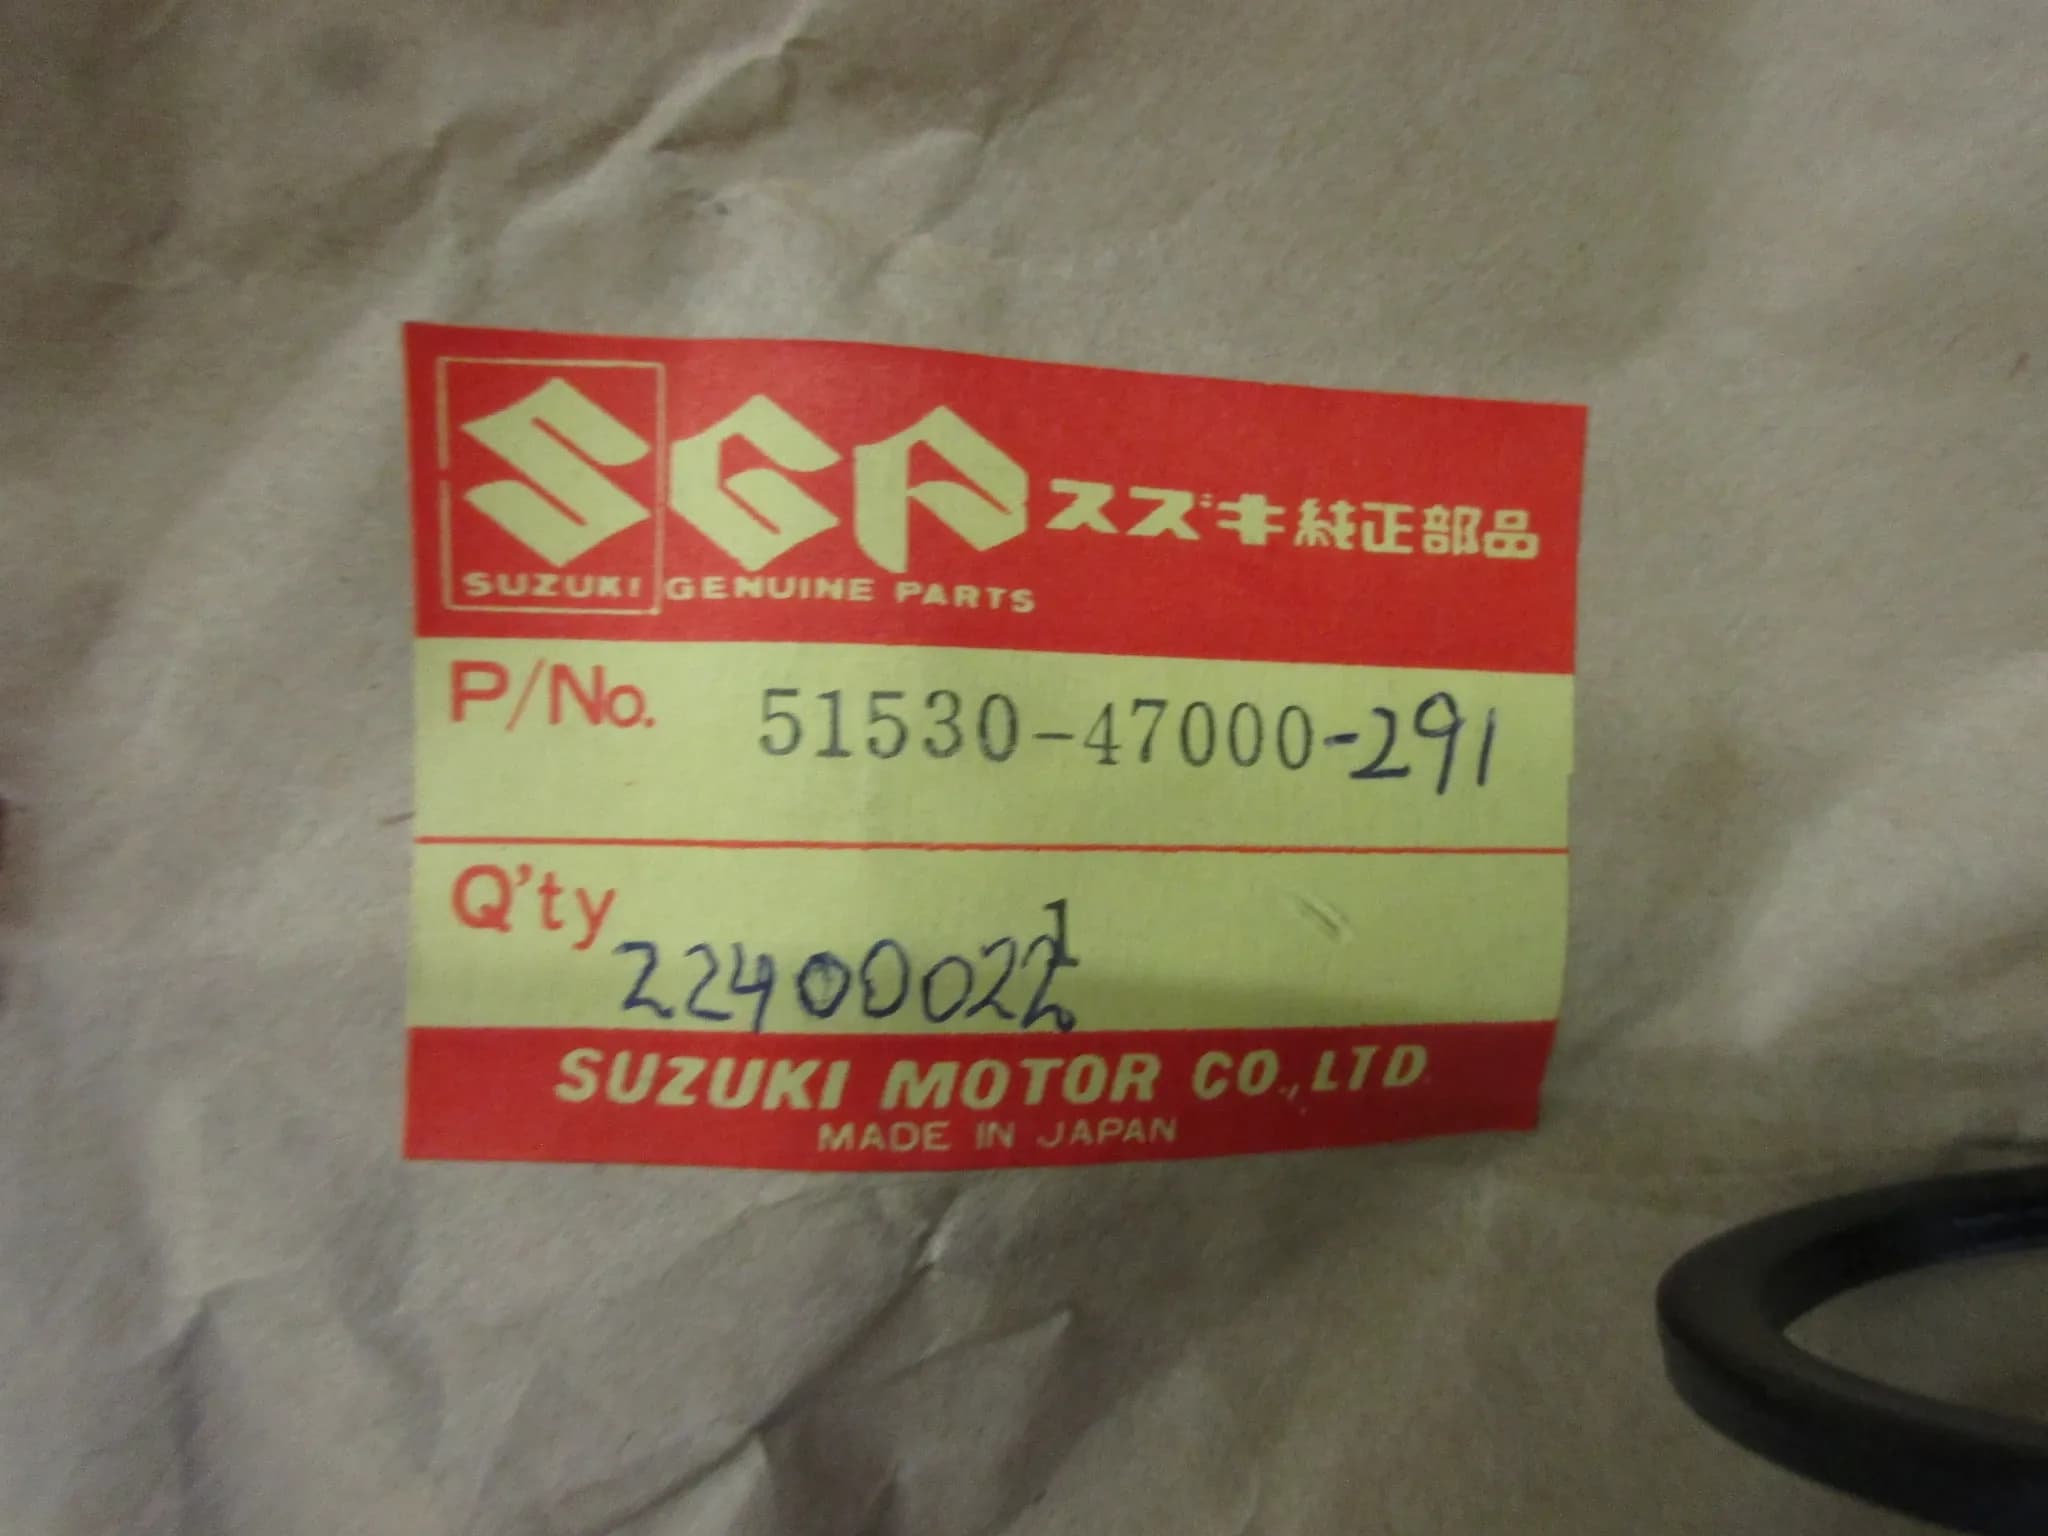 SGP スズキ純正部品
SUZUKI GENUINE PARTS
P/No. 51530-47000-291
Q'ty 1
22400022
SUZUKI MOTOR CO., LTD.
MADE IN JAPAN